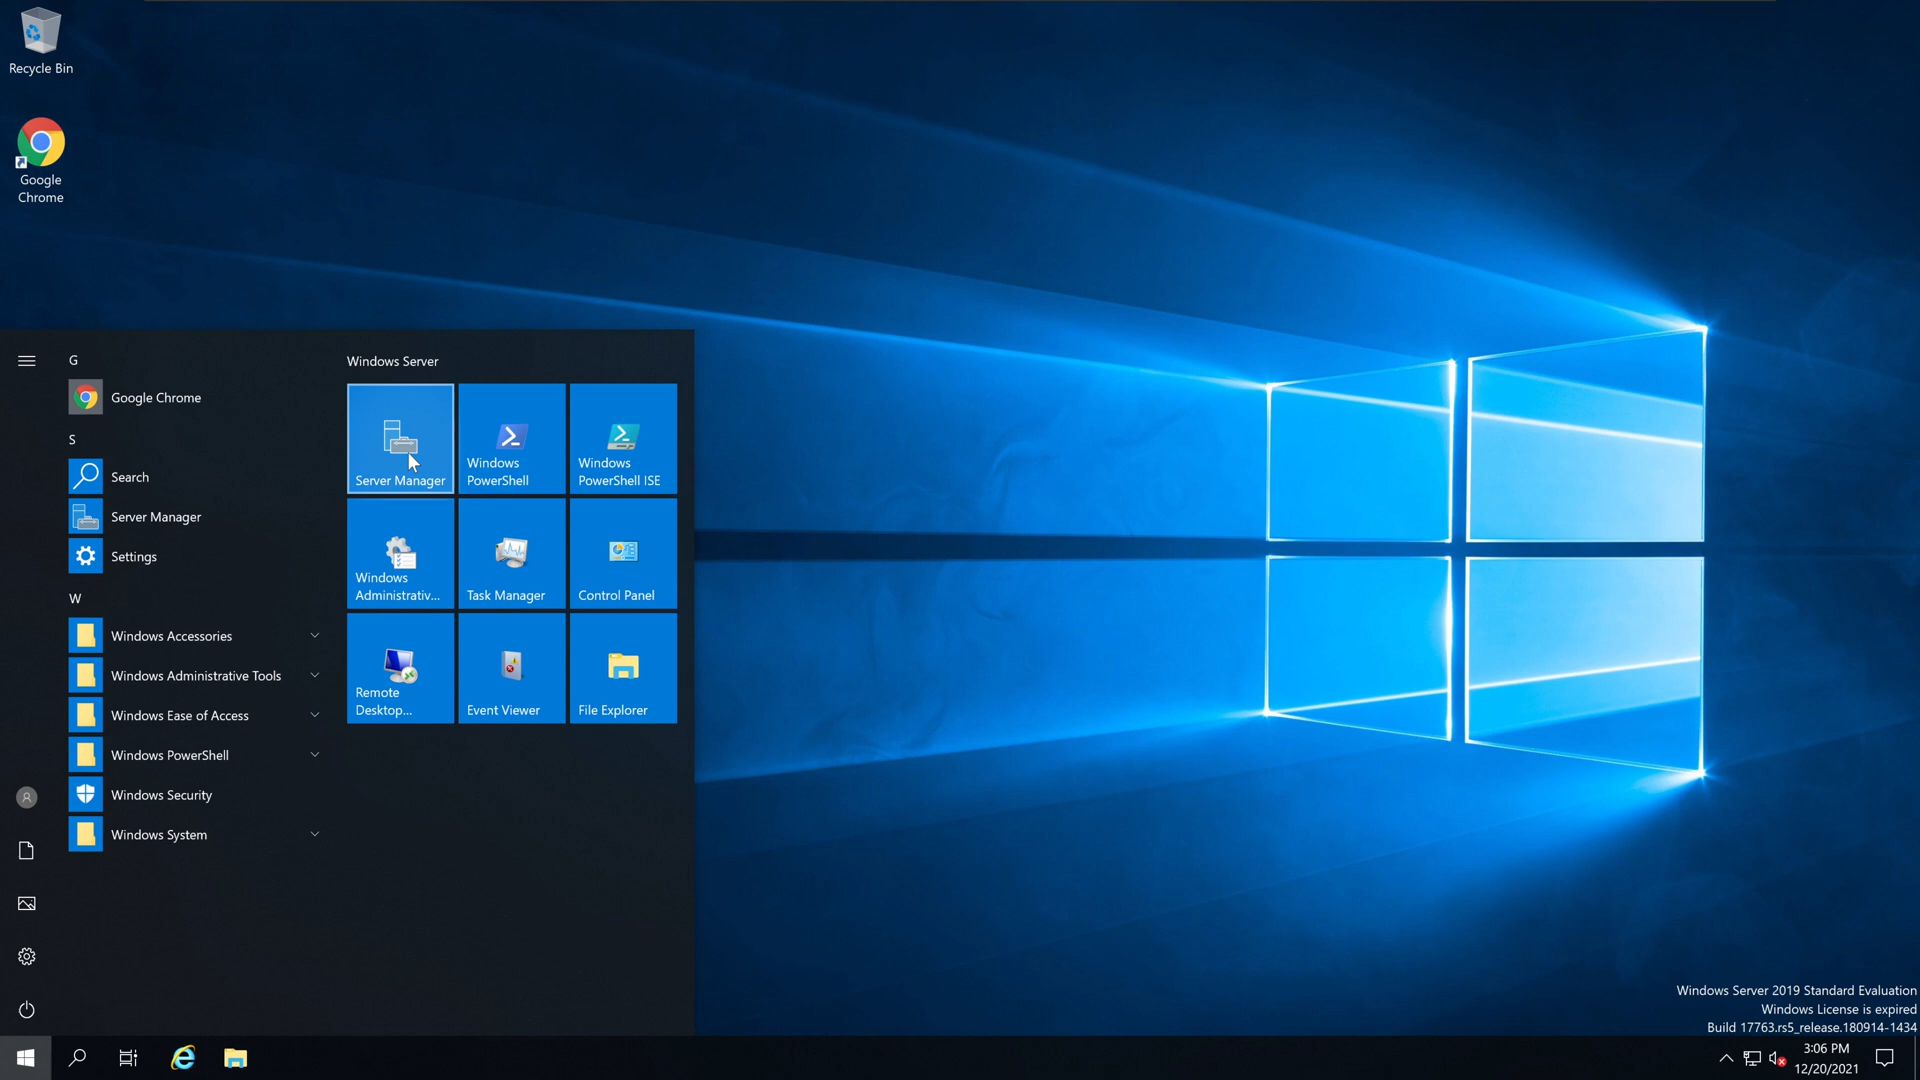 Recycle Bin
Google
Chrome
G
Google Chrome
S
Search
Server Manager
Settings
W
Windows Accessories
Windows Administrative Tools
Windows Ease of Access
Windows PowerShell
Windows Security
Windows System
Windows Server
Server Manager
Windows
PowerShell
Windows
PowerShell ISE
Windows
Administrativ...
Task Manager
Control Panel
Remote
Desktop...
Event Viewer
File Explorer
Windows Server 2019 Standard Evaluation
Windows License is expired
Build 17763.rs5_release.180914-1434
3:06 PM
12/20/2021